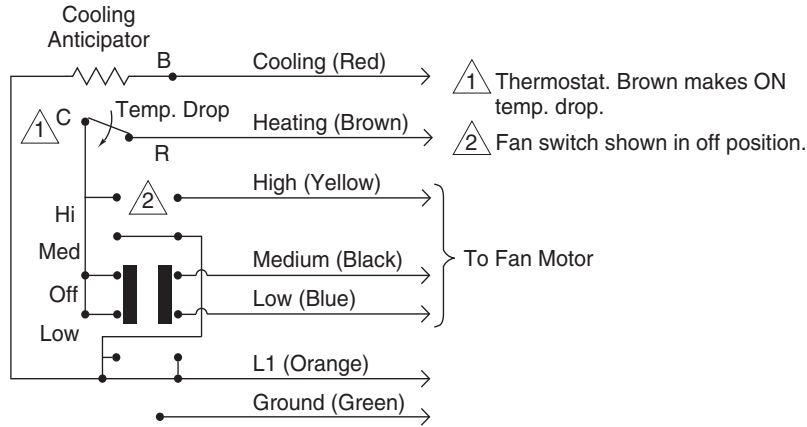 Cooling
Anticipator
B
Cooling (Red)
1 Thermostat. Brown makes ON
temp. drop.
1
C
Temp. Drop
Heating (Brown)
R
2 Fan switch shown in off position.
2
High (Yellow)
Hi
Med
Medium (Black)
To Fan Motor
Off
Low (Blue)
Low
L1 (Orange)
Ground (Green)